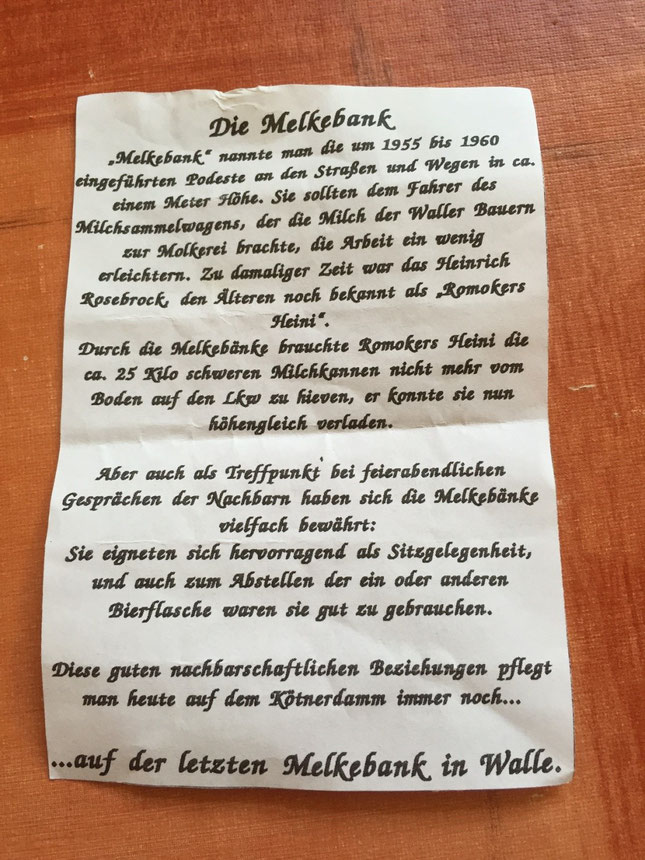 Die Melkebank
„Melkebank“ nannte man die um 1955 bis 1960
eingeführten Podeste an den Straßen und Wegen in ca.
einem Meter Höhe. Sie sollten dem Fahrer des
Milchsammelwagens, der die Milch der Waller Bauern
zur Molkerei brachte, die Arbeit ein wenig
erleichtern. Zu damaliger Zeit war das Heinrich
Rosebrock, den Älteren noch bekannt als „Romokers
Heini“.
Durch die Melkebänke brauchte Romokers Heini die
ca. 25 Kilo schweren Milchkannen nicht mehr vom
Boden auf den Lkw zu hieven, er konnte sie nun
höhengleich verladen.
Aber auch als Treffpunkt bei feierabendlichen
Gesprächen der Nachbarn haben sich die Melkebänke
vielfach bewährt:
Sie eigneten sich hervorragend als Sitzgelegenheit,
und auch zum Abstellen der ein oder anderen
Bierflasche waren sie gut zu gebrauchen.
Diese guten nachbarschaftlichen Beziehungen pflegt
man heute auf dem Kötnerdamm immer noch...
...auf der letzten Melkebank in Walle.